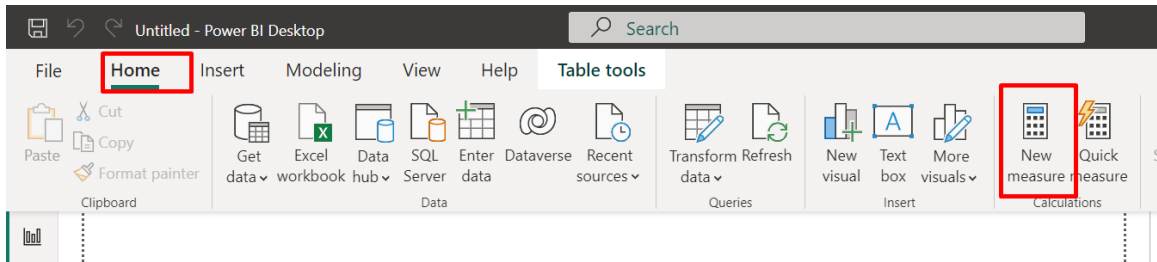 Untitled - Power BI Desktop
Search
File Home Insert Modeling View Help Table tools
Paste
Cut
Copy
Format painter
Clipboard
Get data
Excel workbook
Data hub
SQL Server
Enter data
Dataverse
Recent sources
Data
Transform data
Refresh
Queries
New visual
Text box
More visuals
Insert
New measure
Quick measure
Calculations